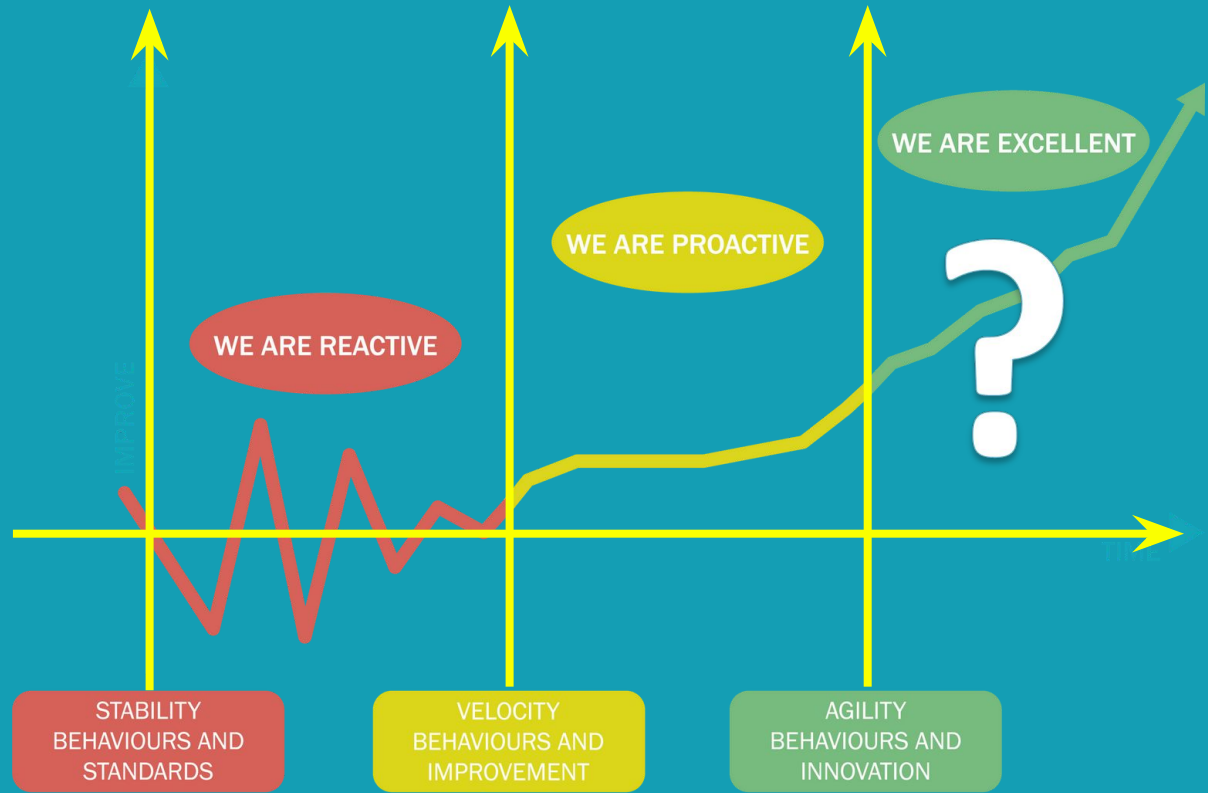 WE ARE EXCELLENT
WE ARE PROACTIVE
WE ARE REACTIVE
?
IMPROVE
TIME
STABILITY
BEHAVIOURS AND
STANDARDS
VELOCITY
BEHAVIOURS AND
IMPROVEMENT
AGILITY
BEHAVIOURS AND
INNOVATION